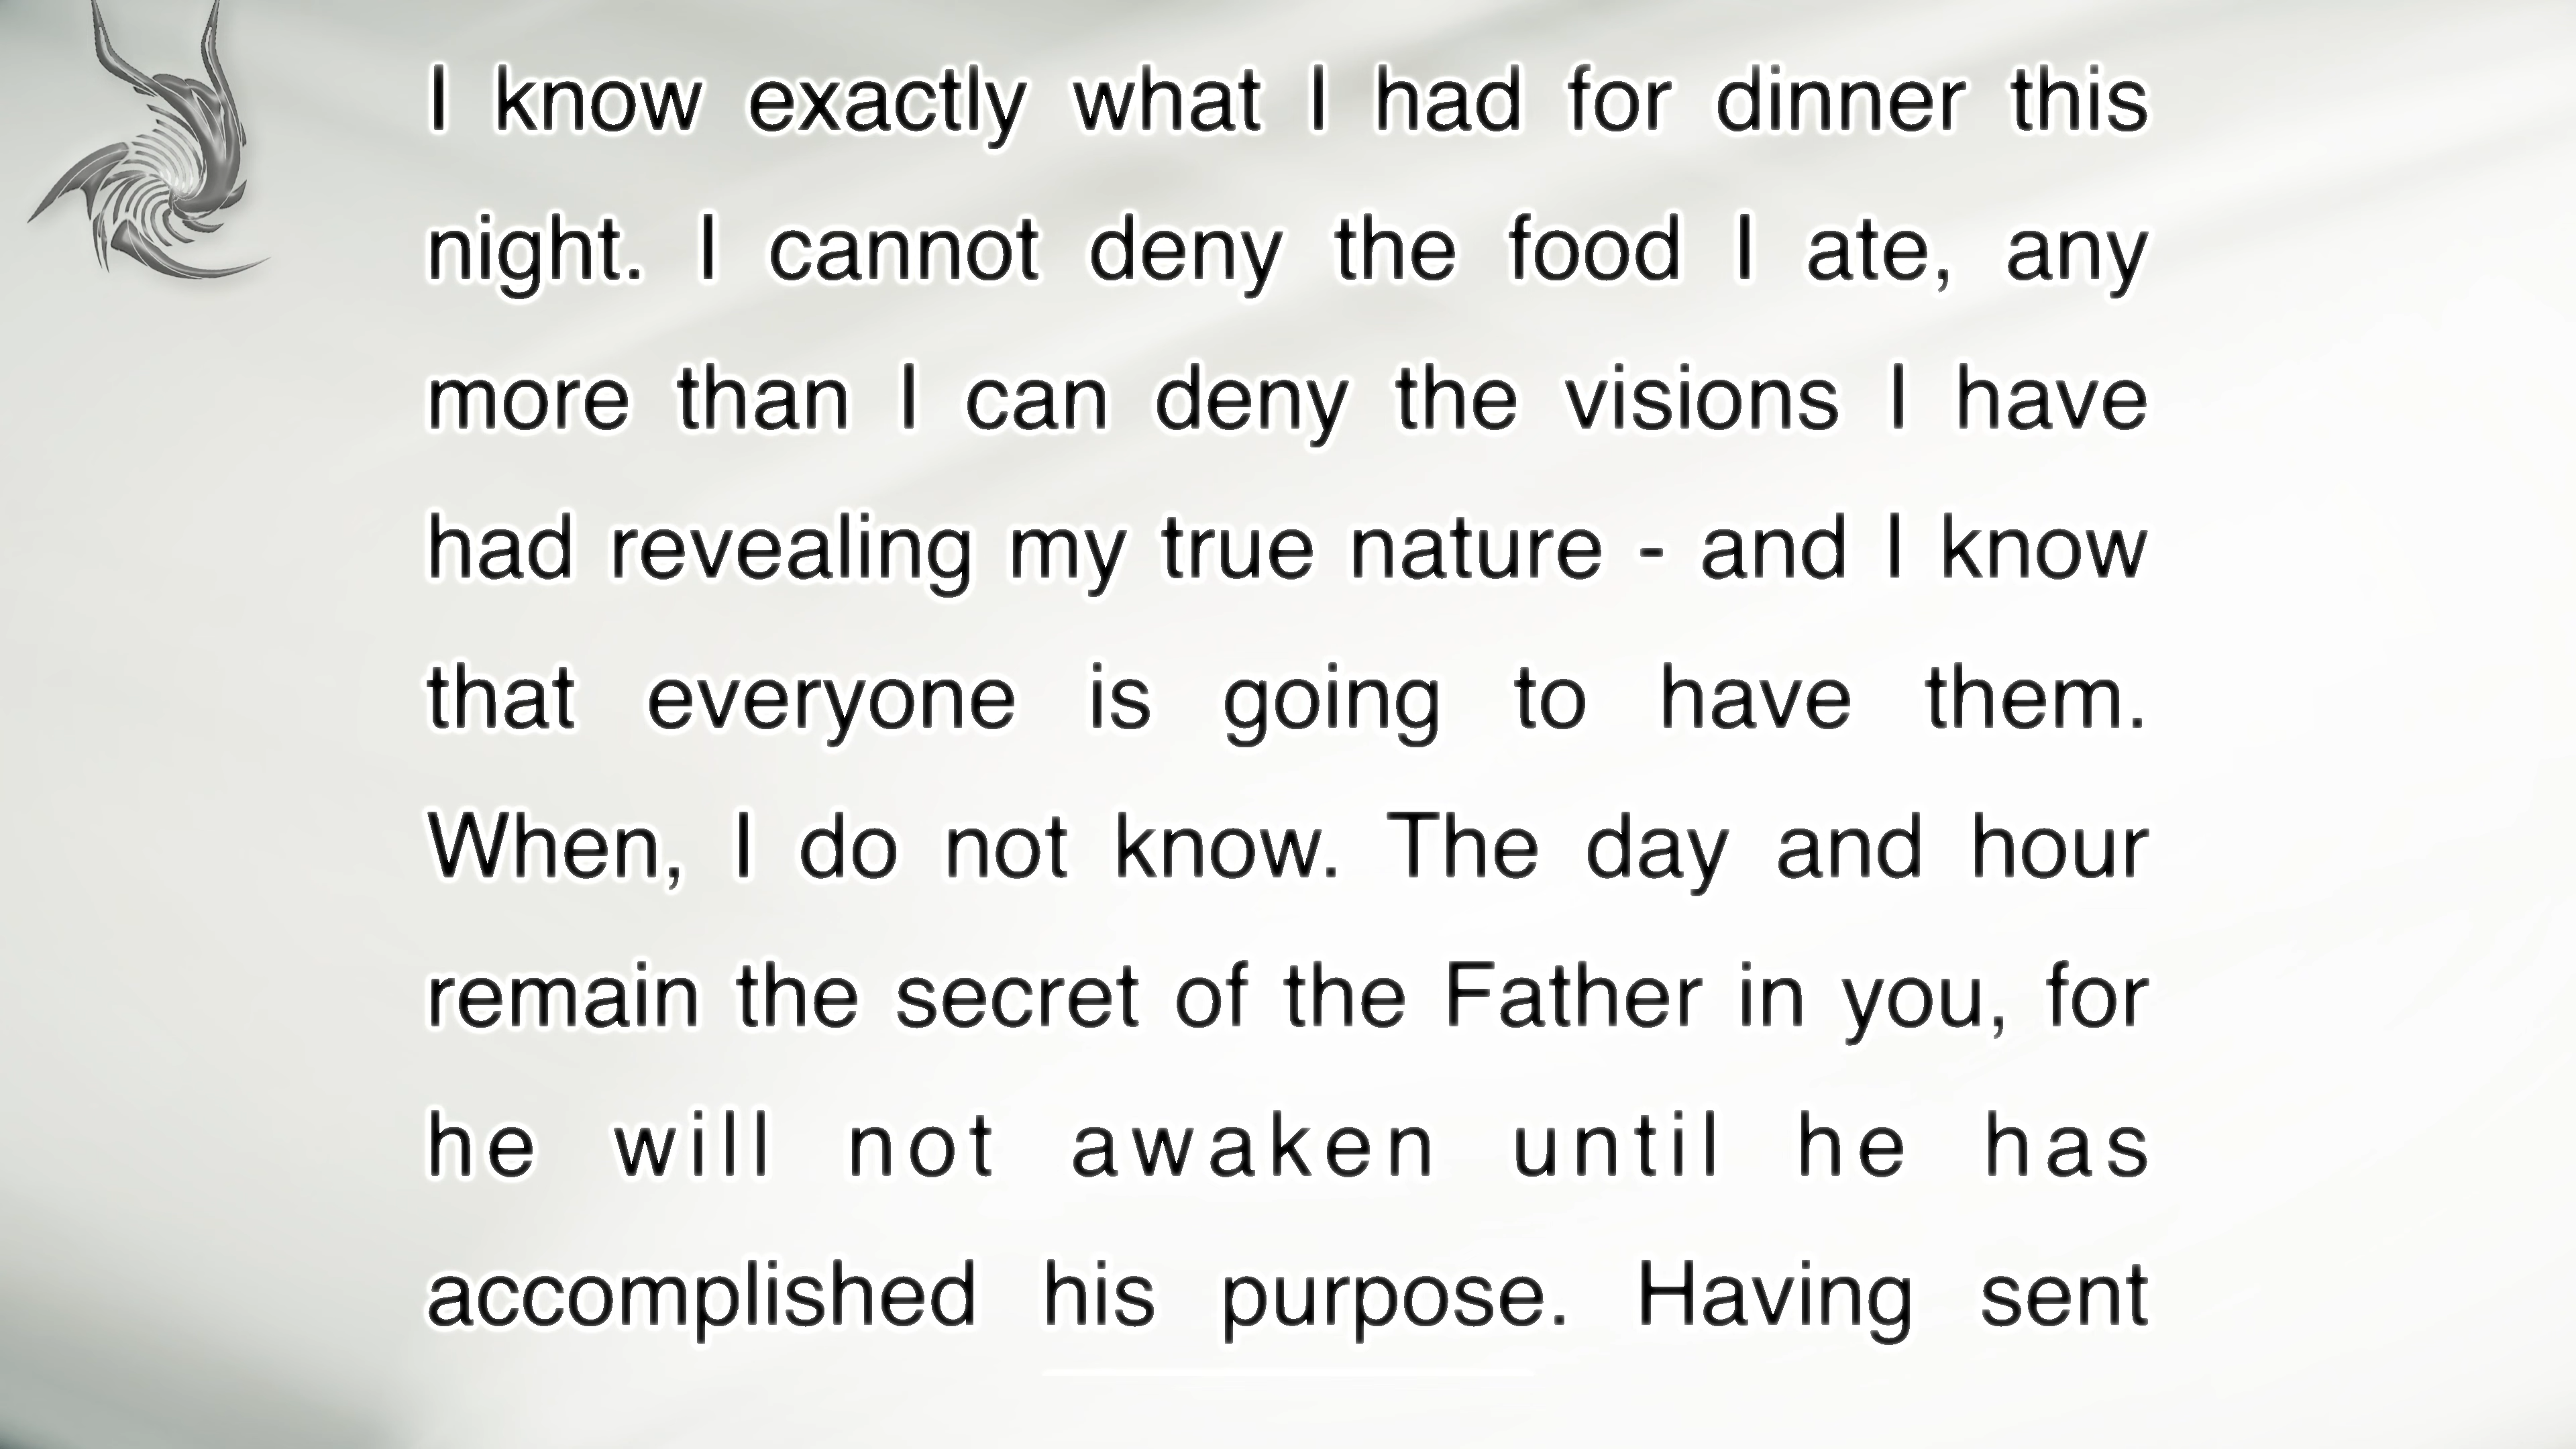 I know exactly what I had for dinner this
night. I cannot deny the food I ate, any
more than I can deny the visions I have
had revealing my true nature - and I know
that everyone is going to have them.
When, I do not know. The day and hour
remain the secret of the Father in you, for
he will not awaken until he has
accomplished his purpose. Having sent